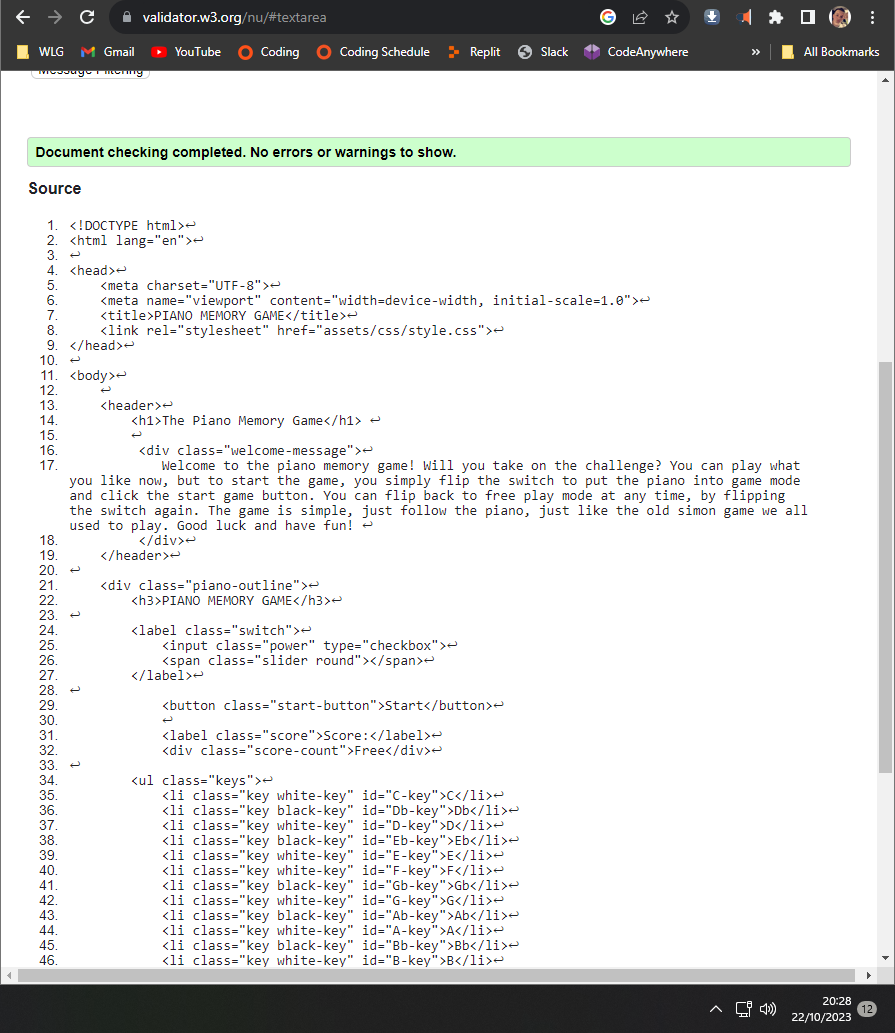 validator.w3.org/nu/#textarea
WLG Gmail YouTube Coding Coding Schedule Replit Slack CodeAnywhere » All Bookmarks
Message Filtering
Document checking completed. No errors or warnings to show.
Source
1. <!DOCTYPE html>↩
2. <html lang="en">↩
3. ↩
4. <head>↩
5. <meta charset="UTF-8">↩
6. <meta name="viewport" content="width=device-width, initial-scale=1.0">↩
7. <title>PIANO MEMORY GAME</title>↩
8. <link rel="stylesheet" href="assets/css/style.css">↩
9. </head>↩
10. ↩
11. <body>↩
12. ↩
13. <header>↩
14. <h1>The Piano Memory Game</h1> ↩
15. ↩
16. <div class="welcome-message">↩
17. Welcome to the piano memory game! Will you take on the challenge? You can play what
you like now, but to start the game, you simply flip the switch to put the piano into game mode
and click the start game button. You can flip back to free play mode at any time, by flipping
the switch again. The game is simple, just follow the piano, just like the old simon game we all
used to play. Good luck and have fun! ↩
18. </div>↩
19. </header>↩
20. ↩
21. <div class="piano-outline">↩
22. <h3>PIANO MEMORY GAME</h3>↩
23. ↩
24. <label class="switch">↩
25. <input class="power" type="checkbox">↩
26. <span class="slider round"></span>↩
27. </label>↩
28. ↩
29. <button class="start-button">Start</button>↩
30. ↩
31. <label class="score">Score:</label>↩
32. <div class="score-count">Free</div>↩
33. ↩
34. <ul class="keys">↩
35. <li class="key white-key" id="C-key">C</li>↩
36. <li class="key black-key" id="Db-key">Db</li>↩
37. <li class="key white-key" id="D-key">D</li>↩
38. <li class="key black-key" id="Eb-key">Eb</li>↩
39. <li class="key white-key" id="E-key">E</li>↩
40. <li class="key white-key" id="F-key">F</li>↩
41. <li class="key black-key" id="Gb-key">Gb</li>↩
42. <li class="key white-key" id="G-key">G</li>↩
43. <li class="key black-key" id="Ab-key">Ab</li>↩
44. <li class="key white-key" id="A-key">A</li>↩
45. <li class="key black-key" id="Bb-key">Bb</li>↩
46. <li class="key white-key" id="B-key">B</li>↩
20:28
22/10/2023
12